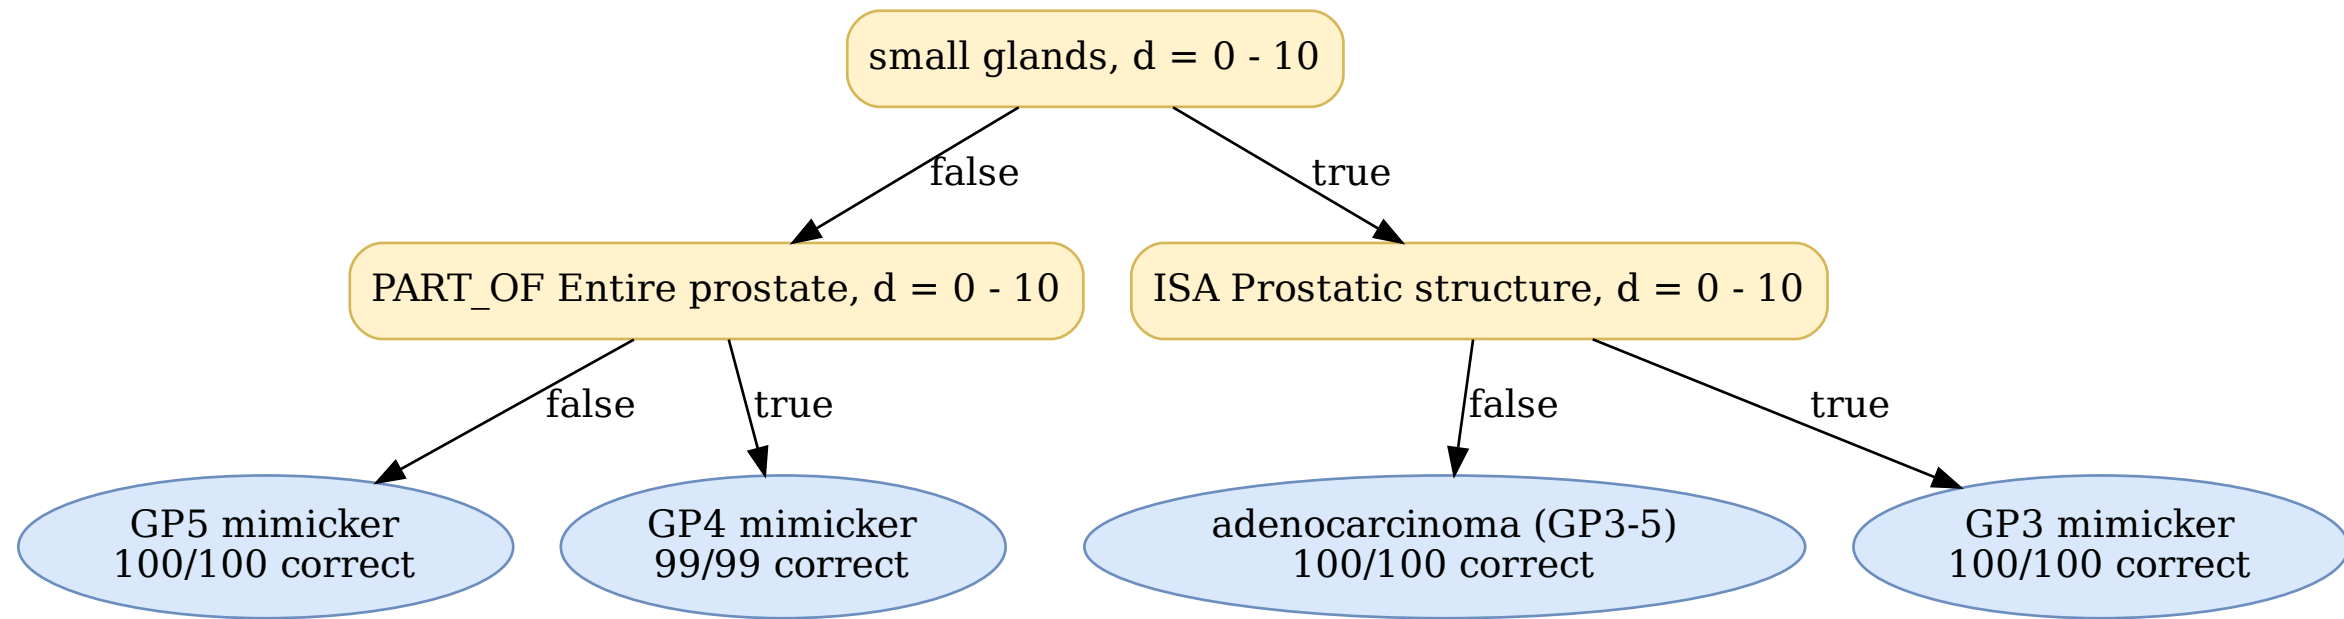 small glands, d = 0 - 10
false
true
PART_OF Entire prostate, d = 0 - 10
ISA Prostatic structure, d = 0 - 10
false
true
false
true
GP5 mimicker
100/100 correct
GP4 mimicker
99/99 correct
adenocarcinoma (GP3-5)
100/100 correct
GP3 mimicker
100/100 correct